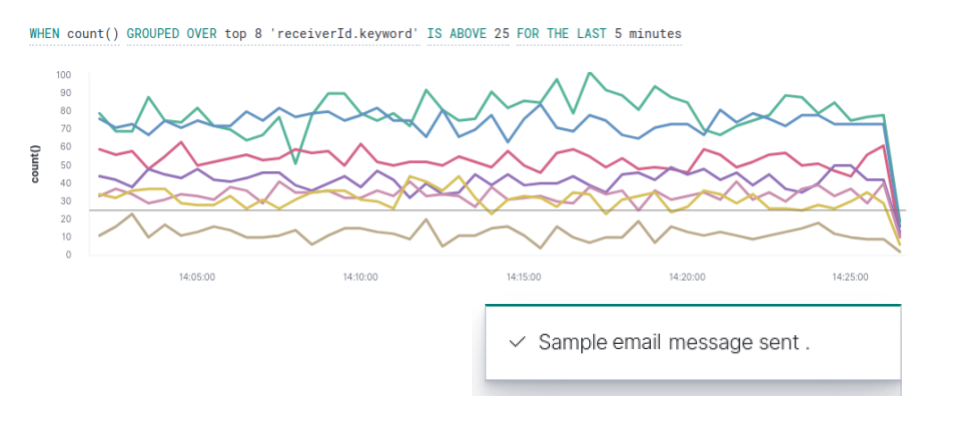 WHEN count() GROUPED OVER top 8 'receiverId.keyword' IS ABOVE 25 FOR THE LAST 5 minutes
100
90
80
70
60
50
40
30
20
10
0
count()
14:05:00 14:10:00 14:15:00 14:20:00 14:25:00
Sample email message sent .